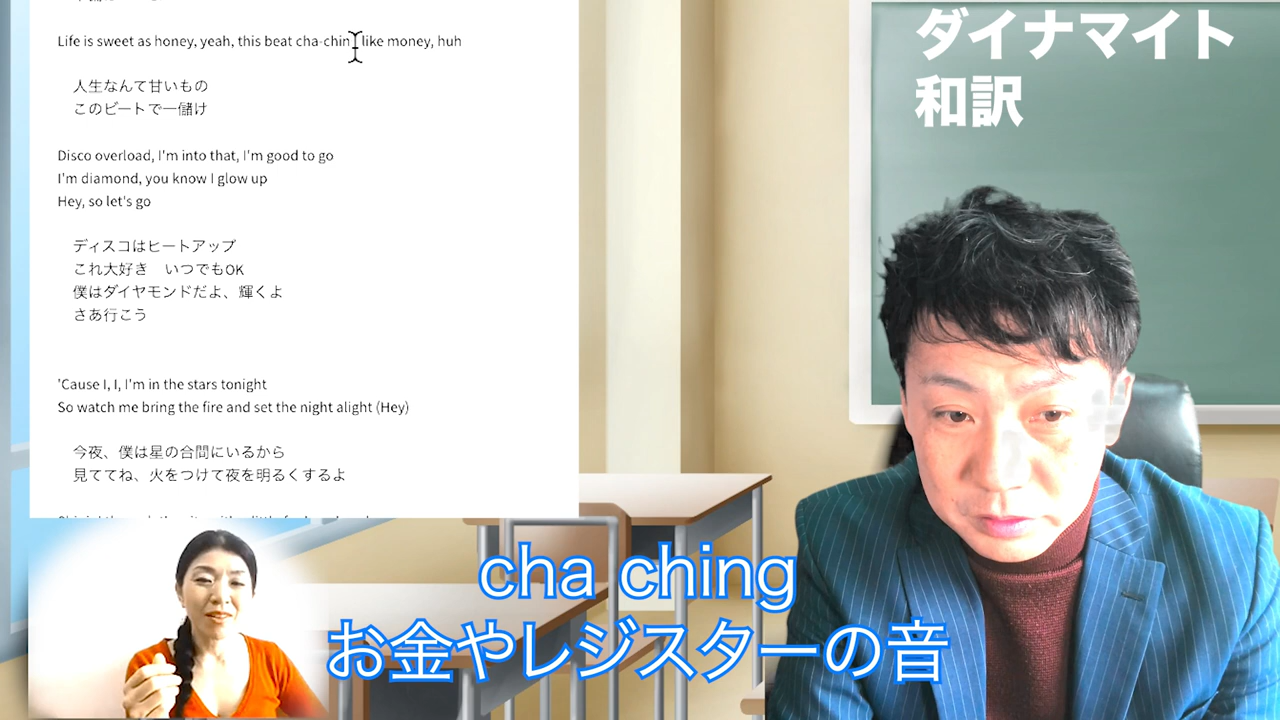 Life is sweet as honey, yeah, this beat cha-chin like money, huh
人生なんて甘いもの
このビートで一儲け
Disco overload, I'm into that, I'm good to go
I'm diamond, you know I glow up
Hey, so let's go
ディスコはヒートアップ
これ大好き　いつでもOK
僕はダイヤモンドだよ、輝くよ
さあ行こう
'Cause I, I, I'm in the stars tonight
So watch me bring the fire and set the night alight (Hey)
今夜、僕は星の合間にいるから
見ててね、火をつけて夜を明るくするよ
ダイナマイト
和訳
cha ching
お金やレジスターの音